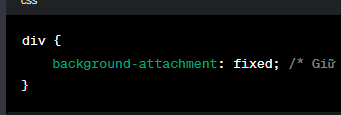 css
div {
background-attachment: fixed; /* Giữ
}